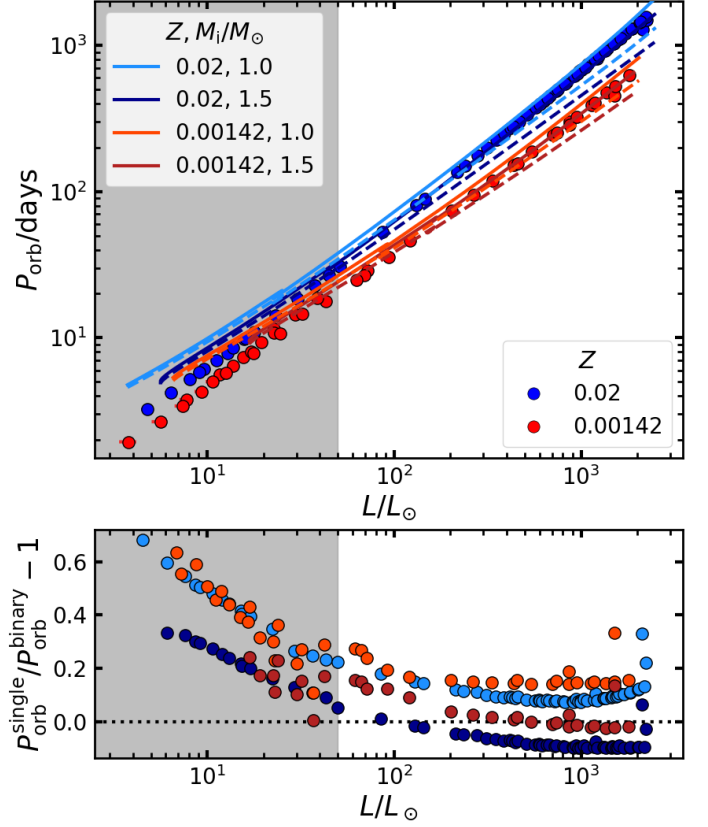 Z, M_i/M_⊙
0.02, 1.0
0.02, 1.5
0.00142, 1.0
0.00142, 1.5
10^3
10^2
10^1
P_orb/days
Z
0.02
0.00142
10^1 10^2 10^3
L/L_⊙
0.6
0.4
0.2
0.0
P_orb^single/P_orb^binary − 1
10^1 10^2 10^3
L/L_⊙